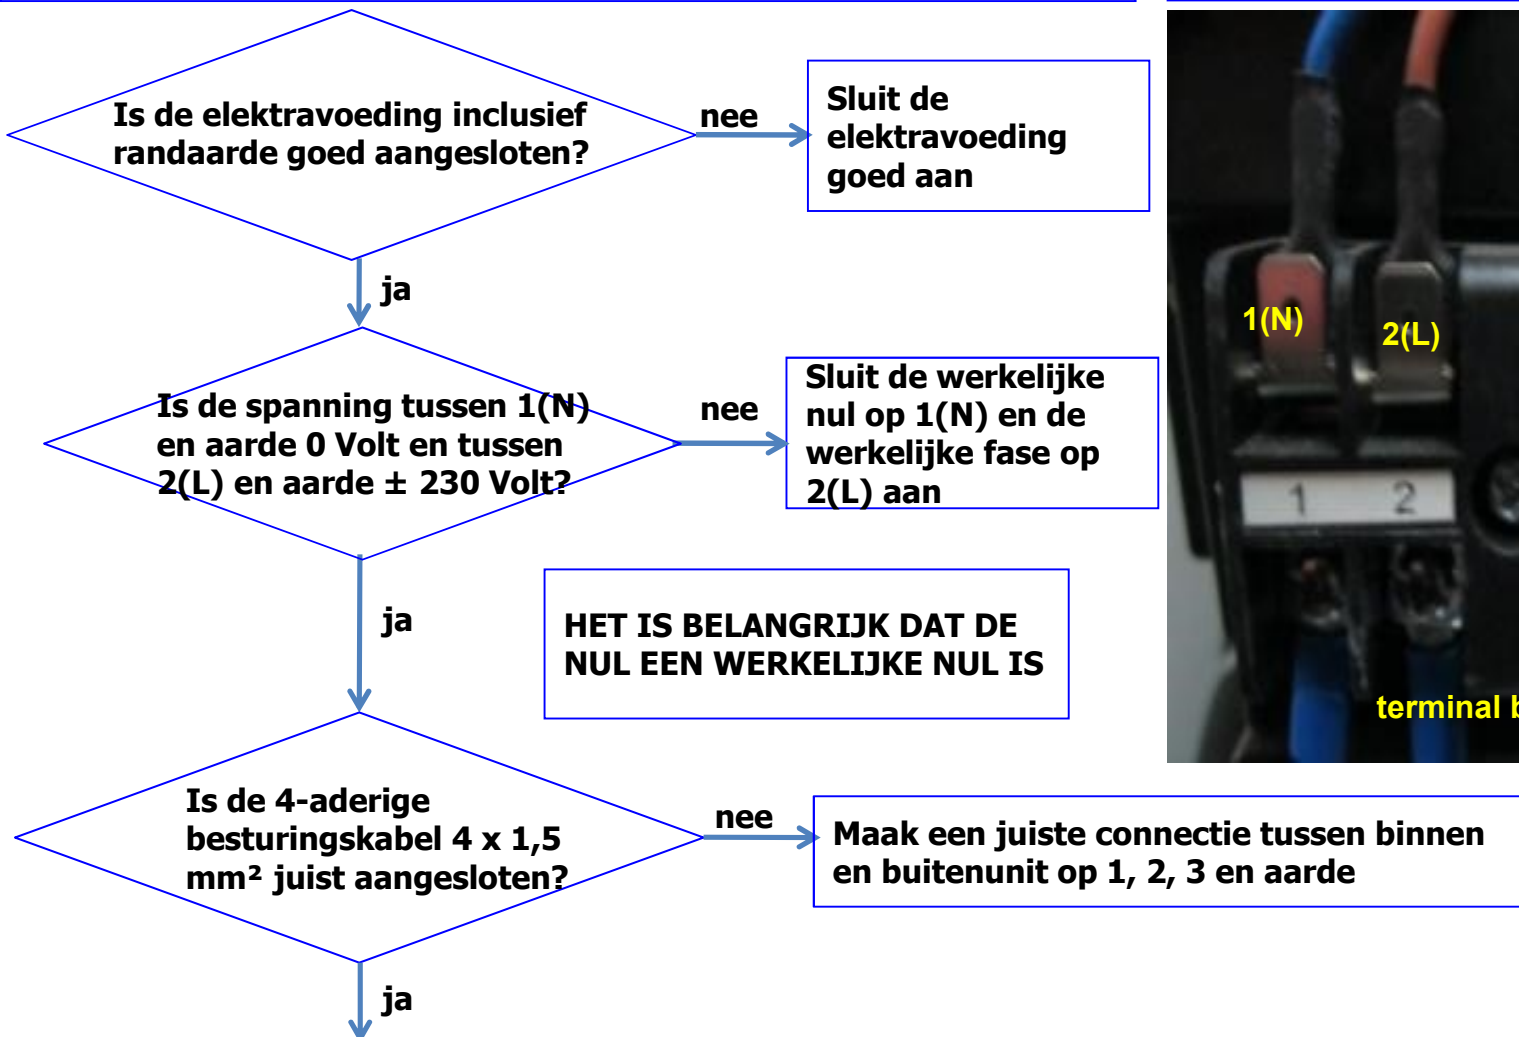 Is de elektravoeding inclusief
randaarde goed aangesloten?
nee
Sluit de
elektravoeding
goed aan
ja
Is de spanning tussen 1(N)
en aarde 0 Volt en tussen
2(L) en aarde ± 230 Volt?
nee
Sluit de werkelijke
nul op 1(N) en de
werkelijke fase op
2(L) aan
1(N)
2(L)
1 2
terminal b
ja
HET IS BELANGRIJK DAT DE
NUL EEN WERKELIJKE NUL IS
Is de 4-aderige
besturingskabel 4 x 1,5
mm² juist aangesloten?
nee
Maak een juiste connectie tussen binnen
en buitenunit op 1, 2, 3 en aarde
ja